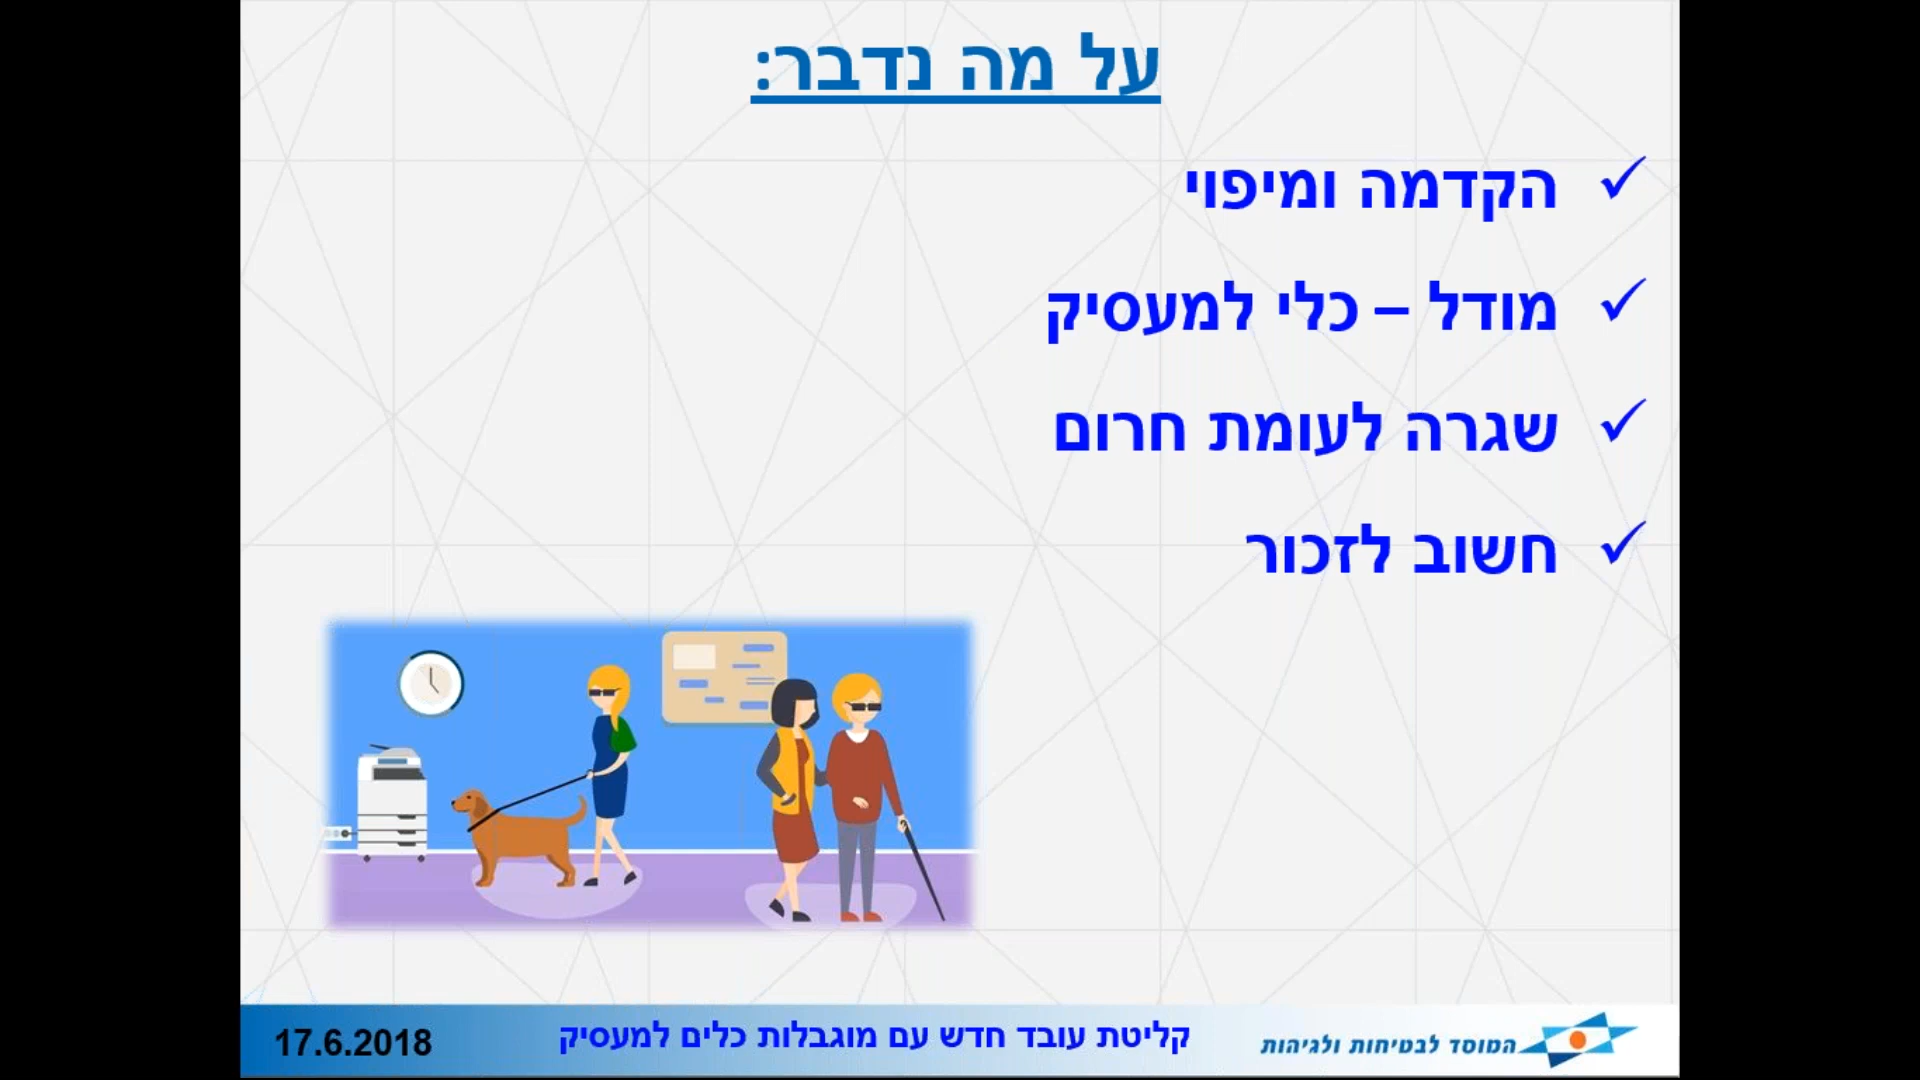 על מה נדבר:
✓ הקדמה ומיפוי
✓ מודל – כלי למעסיק
✓ שגרה לעומת חרום
✓ חשוב לזכור
המוסד לבטיחות ולגיהות
קליטת עובד חדש עם מוגבלות כלים למעסיק
17.6.2018